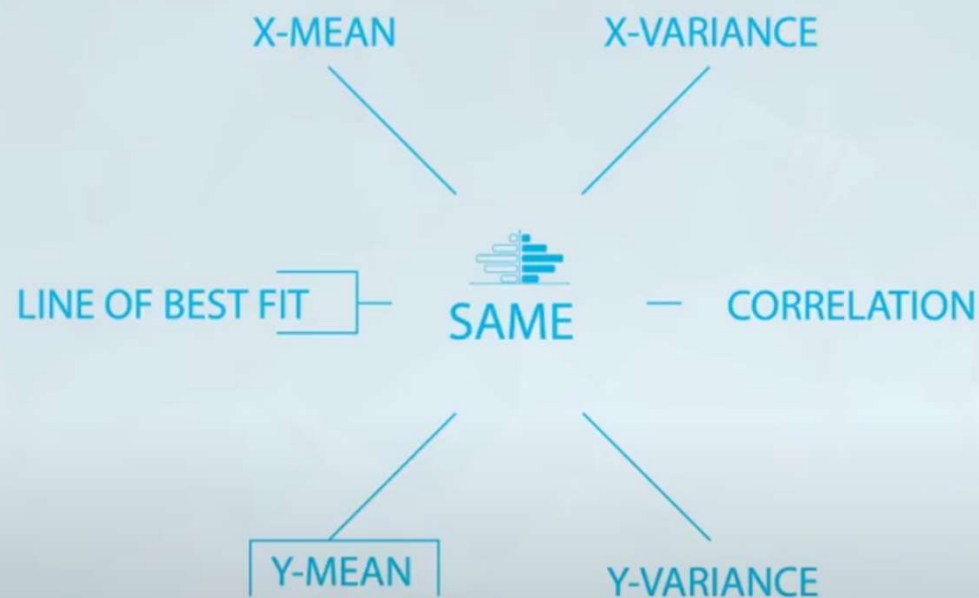 X-MEAN
X-VARIANCE
LINE OF BEST FIT
SAME
CORRELATION
Y-MEAN
Y-VARIANCE